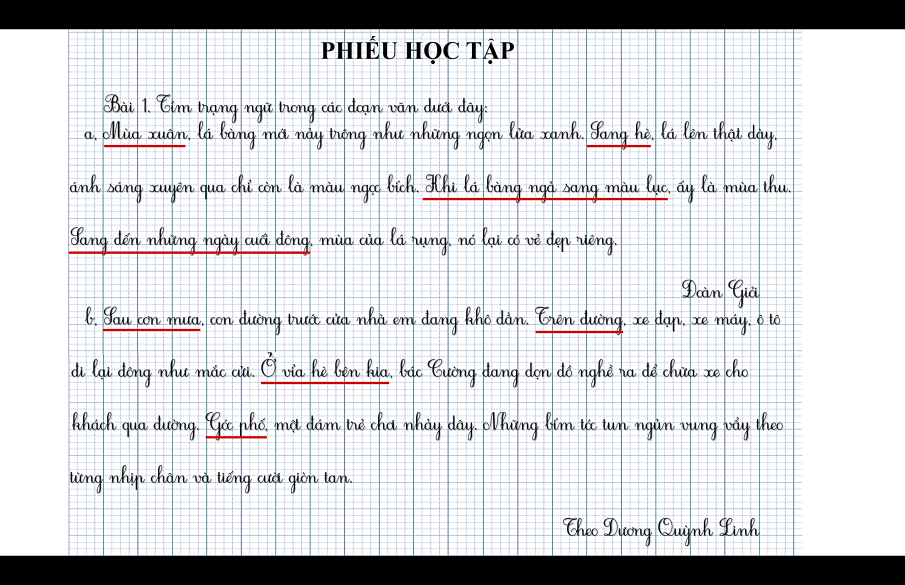 PHIẾU HỌC TẬP
Bài 1. Tìm trạng ngữ trong các đoạn văn dưới đây:
a. Mùa xuân, lá bàng mới nảy trông như những ngọn lửa xanh. Sang hè, lá lên thật dày,
ánh sáng xuyên qua chỉ còn là màu ngọc bích. Khi lá bàng ngả sang màu lục, ấy là mùa thu.
Sang đến những ngày cuối đông, mùa của lá rụng, nó lại có vẻ đẹp riêng.
Đoàn Giỏi
b. Sau cơn mưa, con đường trước cửa nhà em đang khô dần. Trên đường, xe đạp, xe máy, ô tô
đi lại đông như mắc cửi. Ở vỉa hè bên kia, bác Cường đang dọn đồ nghề ra để chữa xe cho
khách qua đường. Góc phố, một đám trẻ chơi nhảy dây. Những bím tóc tun ngủn vung vẩy theo
từng nhịp chân và tiếng cười giòn tan.
Theo Dương Quỳnh Linh